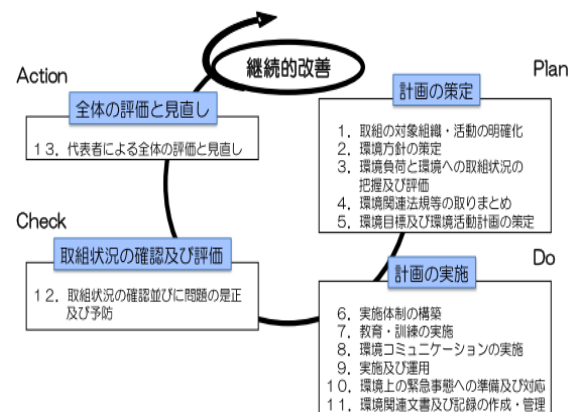 継続的改善
Plan
計画の策定
1．取組の対象組織・活動の明確化
2．環境方針の策定
3．環境負荷と環境への取組状況の
把握及び評価
4．環境関連法規等の取りまとめ
5．環境目標及び環境活動計画の策定
Do
計画の実施
6．実施体制の構築
7．教育・訓練の実施
8．環境コミュニケーションの実施
9．実施及び運用
10．環境上の緊急事態への準備及び対応
11．環境関連文書及び記録の作成・管理
Check
取組状況の確認及び評価
12．取組状況の確認並びに問題の是正
及び予防
Action
全体の評価と見直し
13．代表者による全体の評価と見直し